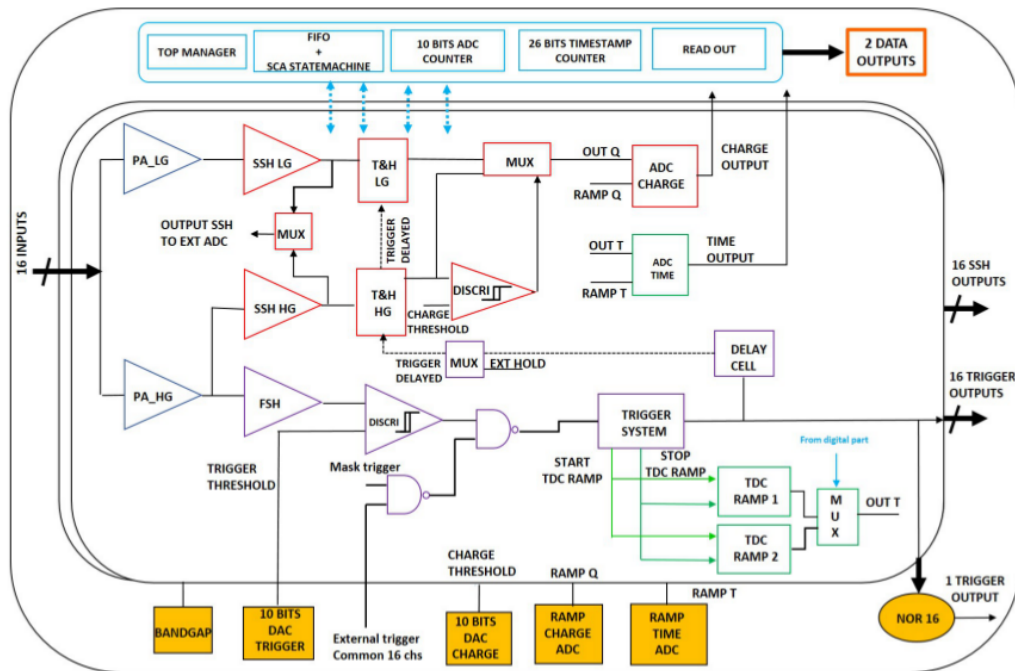 TOP MANAGER
FIFO
+
SCA STATEMACHINE
10 BITS ADC
COUNTER
26 BITS TIMESTAMP
COUNTER
READ OUT
2 DATA
OUTPUTS
16 INPUTS
PA_LG
SSH LG
T&H
LG
MUX
OUT Q
RAMP Q
ADC
CHARGE
CHARGE
OUTPUT
OUTPUT SSH
TO EXT ADC
MUX
TRIGGER
DELAYED
OUT T
RAMP T
ADC
TIME
TIME
OUTPUT
SSH HG
T&H
HG
DISCRI
CHARGE
THRESHOLD
16 SSH
OUTPUTS
TRIGGER
DELAYED
MUX
EXT HOLD
DELAY
CELL
16 TRIGGER
OUTPUTS
PA_HG
FSH
DISCRI
TRIGGER
SYSTEM
TRIGGER
THRESHOLD
Mask trigger
START
TDC RAMP
STOP
TDC RAMP
From digital part
TDC
RAMP 1
TDC
RAMP 2
M
U
X
OUT T
CHARGE
THRESHOLD
RAMP Q
RAMP T
BANDGAP
10 BITS
DAC
TRIGGER
External trigger
Common 16 chs
10 BITS
DAC
CHARGE
RAMP
CHARGE
ADC
RAMP
TIME
ADC
NOR 16
1 TRIGGER
OUTPUT